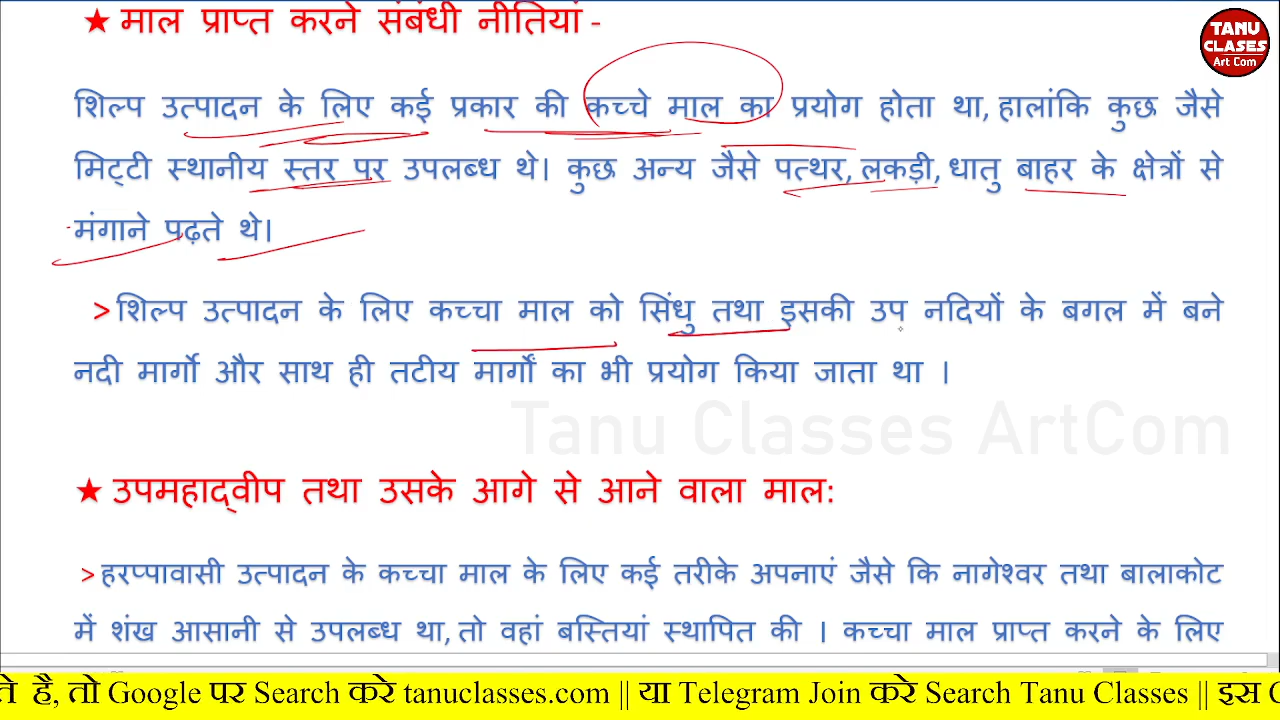 ★ माल प्राप्त करने संबंधी नीतियां -
TANU
CLASES
Art Com
शिल्प उत्पादन के लिए कई प्रकार की कच्चे माल का प्रयोग होता था, हालांकि कुछ जैसे
मिट्टी स्थानीय स्तर पर उपलब्ध थे। कुछ अन्य जैसे पत्थर, लकड़ी, धातु बाहर के क्षेत्रों से
मंगाने पढ़ते थे।
>शिल्प उत्पादन के लिए कच्चा माल को सिंधु तथा इसकी उप नदियों के बगल में बने
नदी मार्गो और साथ ही तटीय मार्गों का भी प्रयोग किया जाता था ।
Tanu Classes ArtCom
★ उपमहाद्वीप तथा उसके आगे से आने वाला माल:
>हरप्पावासी उत्पादन के कच्चा माल के लिए कई तरीके अपनाएं जैसे कि नागेश्वर तथा बालाकोट
में शंख आसानी से उपलब्ध था, तो वहां बस्तियां स्थापित की । कच्चा माल प्राप्त करने के लिए
ते है, तो Google पर Search करे tanuclasses.com || या Telegram Join करे Search Tanu Classes || इस